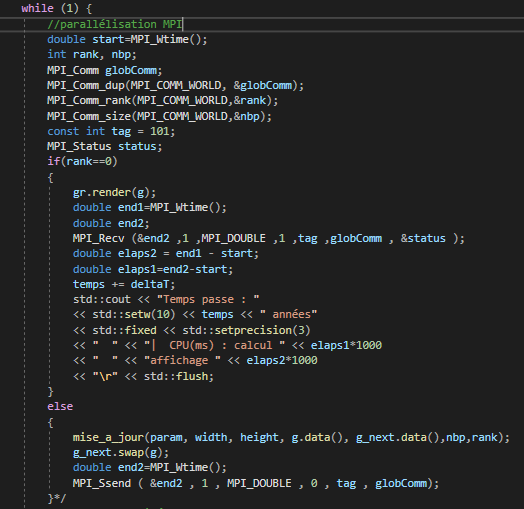 while (1) {
//parallélisation MPI
double start=MPI_Wtime();
int rank, nbp;
MPI_Comm globComm;
MPI_Comm_dup(MPI_COMM_WORLD, &globComm);
MPI_Comm_rank(MPI_COMM_WORLD,&rank);
MPI_Comm_size(MPI_COMM_WORLD,&nbp);
const int tag = 101;
MPI_Status status;
if(rank==0)
{
gr.render(g);
double end1=MPI_Wtime();
double end2;
MPI_Recv (&end2 ,1 ,MPI_DOUBLE ,1 ,tag ,globComm , &status );
double elaps2 = end1 - start;
double elaps1=end2-start;
temps += deltaT;
std::cout << "Temps passe : "
<< std::setw(10) << temps << " années"
<< std::fixed << std::setprecision(3)
<< "  " << "|  CPU(ms) : calcul " << elaps1*1000
<< "  " << "affichage " << elaps2*1000
<< "\r" << std::flush;
}
else
{
mise_a_jour(param, width, height, g.data(), g_next.data(),nbp,rank);
g_next.swap(g);
double end2=MPI_Wtime();
MPI_Ssend ( &end2 , 1 , MPI_DOUBLE , 0 , tag , globComm);
}*/